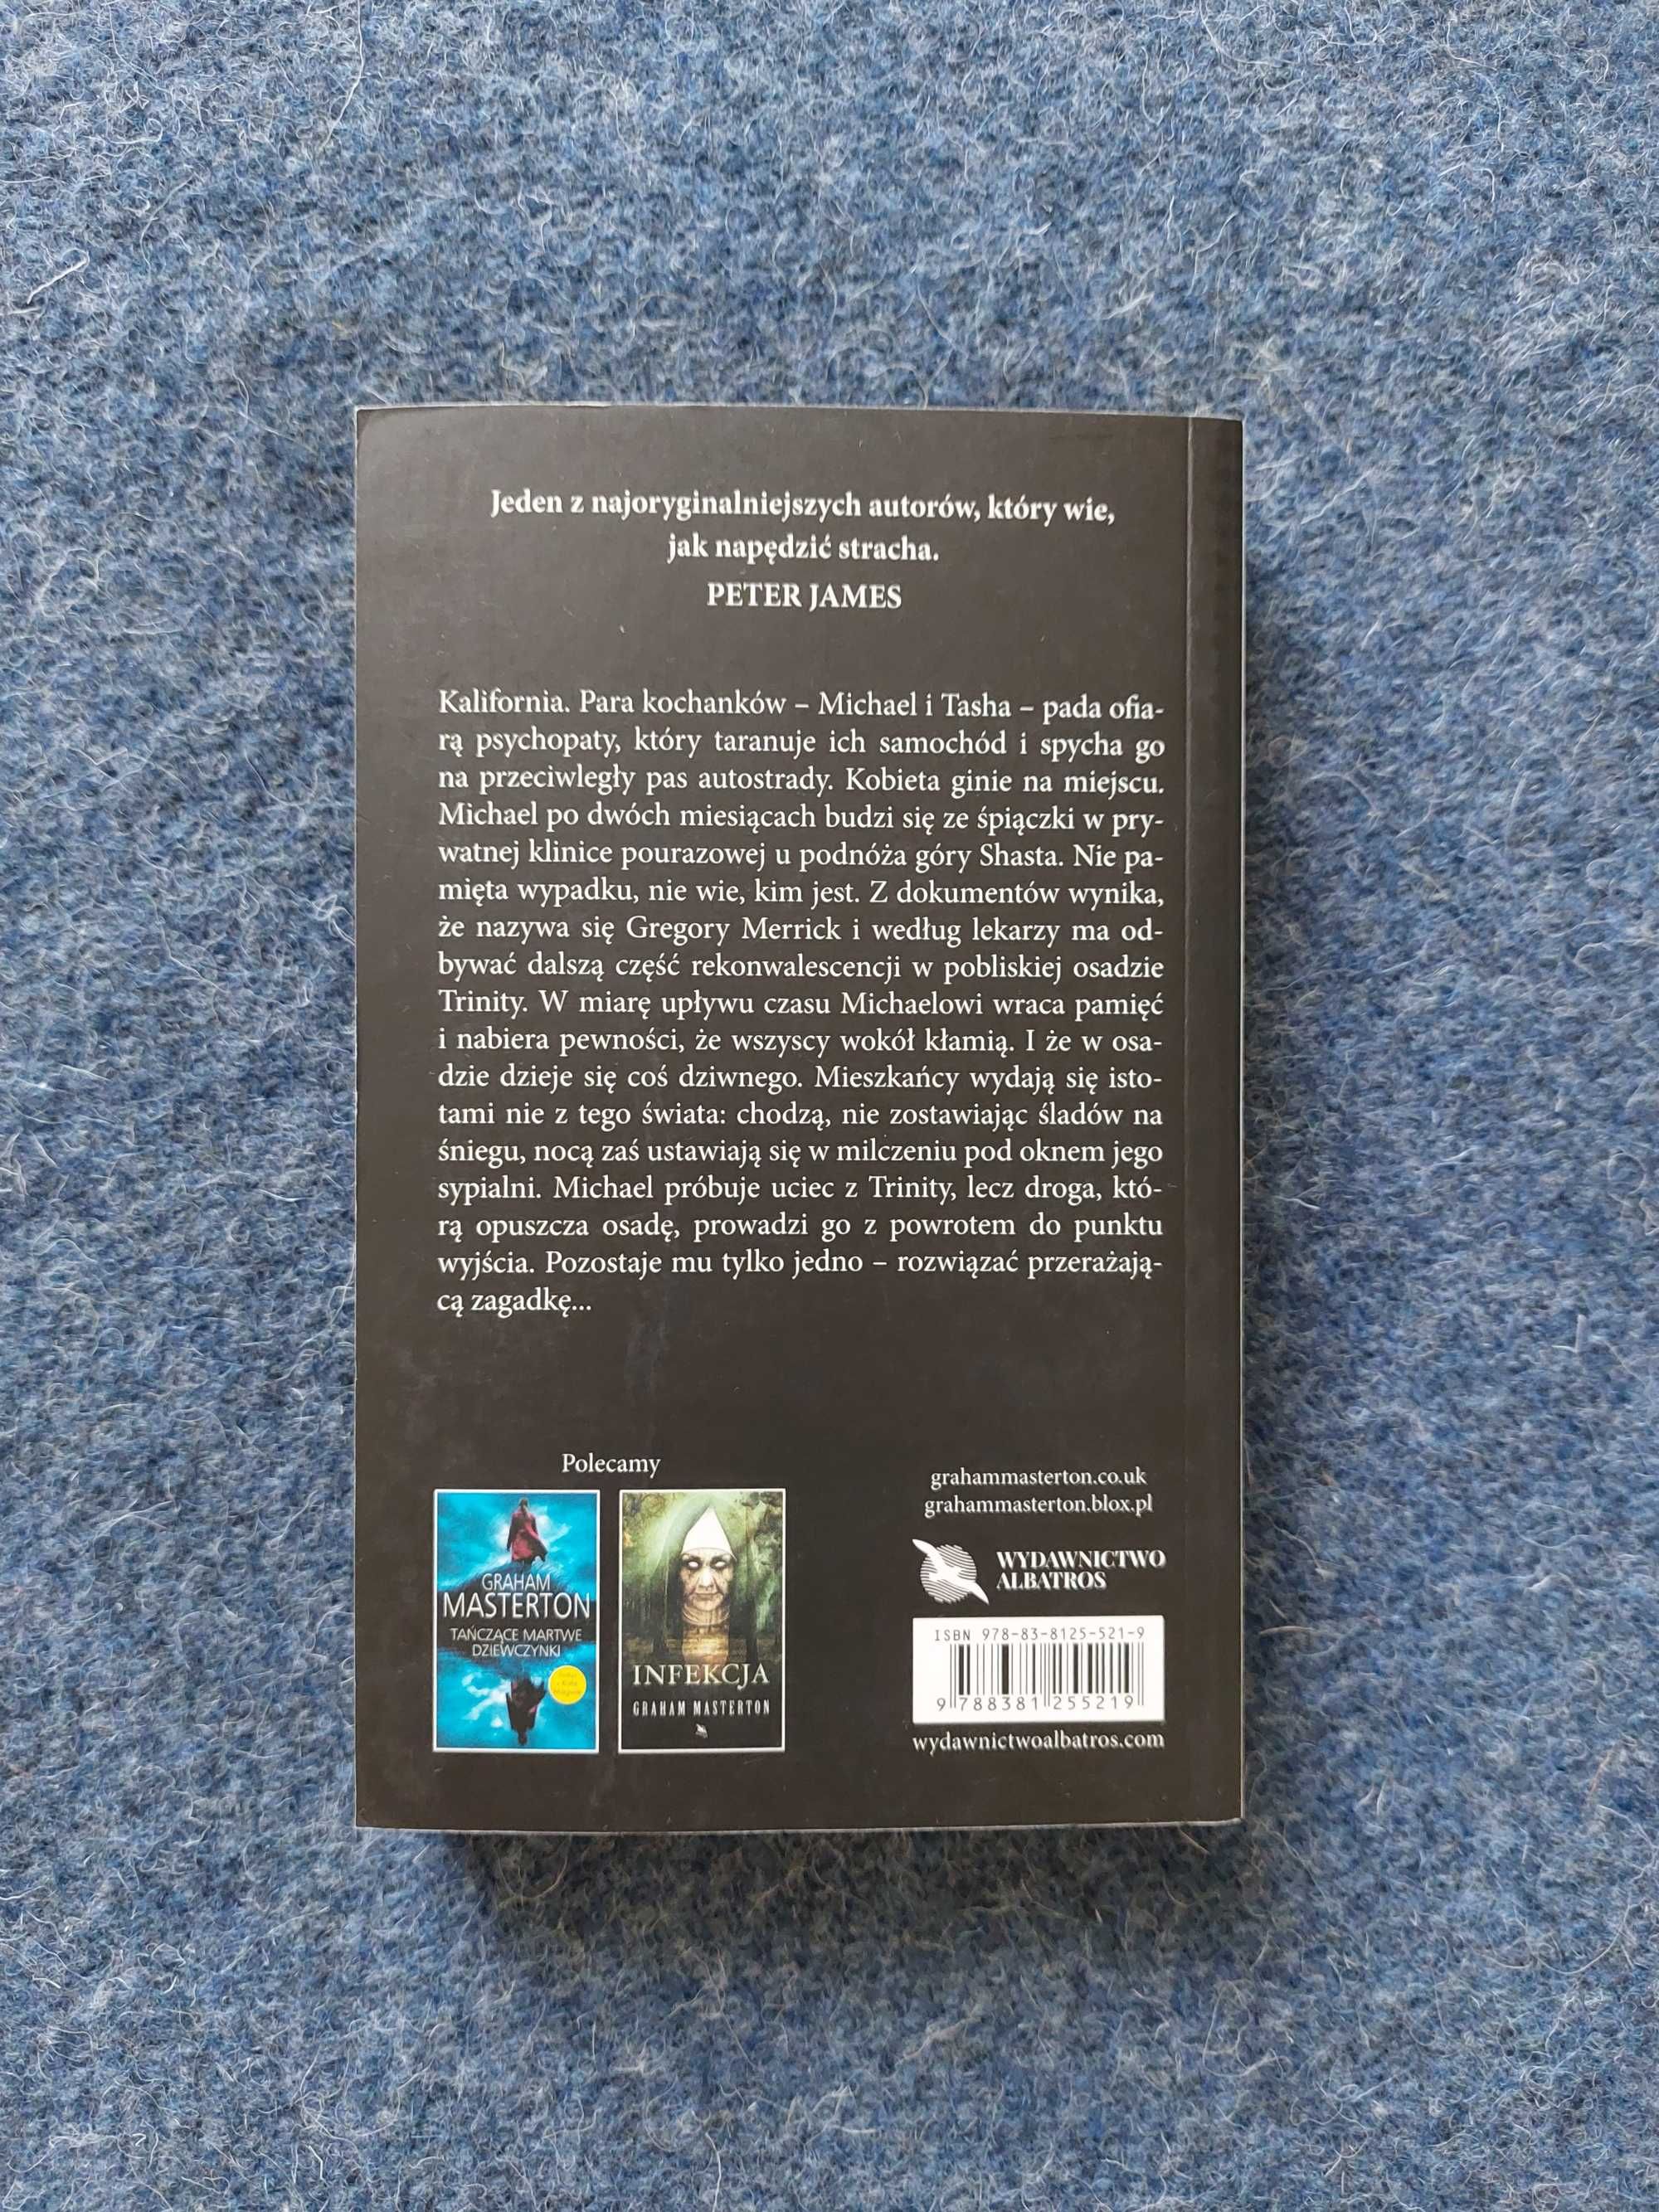 Jeden z najoryginalniejszych autorów, który wie,
jak napędzić stracha.
PETER JAMES
Kalifornia. Para kochanków – Michael i Tasha – pada ofia-
rą psychopaty, który taranuje ich samochód i spycha go
na przeciwległy pas autostrady. Kobieta ginie na miejscu.
Michael po dwóch miesiącach budzi się ze śpiączki w pry-
watnej klinice pourazowej u podnóża góry Shasta. Nie pa-
mięta wypadku, nie wie, kim jest. Z dokumentów wynika,
że nazywa się Gregory Merrick i według lekarzy ma od-
bywać dalszą część rekonwalescencji w pobliskiej osadzie
Trinity. W miarę upływu czasu Michaelowi wraca pamięć
i nabiera pewności, że wszyscy wokół kłamią. I że w osa-
dzie dzieje się coś dziwnego. Mieszkańcy wydają się isto-
tami nie z tego świata: chodzą, nie zostawiając śladów na
śniegu, nocą zaś ustawiają się w milczeniu pod oknem jego
sypialni. Michael próbuje uciec z Trinity, lecz droga, któ-
rą opuszcza osadę, prowadzi go z powrotem do punktu
wyjścia. Pozostaje mu tylko jedno – rozwiązać przerażają-
cą zagadkę...
Polecamy
GRAHAM
MASTERTON
TAŃCZĄCE MARTWE
DZIEWCZYNKI
INFEKCJA
GRAHAM MASTERTON
grahammasterton.co.uk
grahammasterton.blox.pl
WYDAWNICTWO
ALBATROS
ISBN 978-83-8125-521-9
9 788381 255219
wydawnictwoalbatros.com